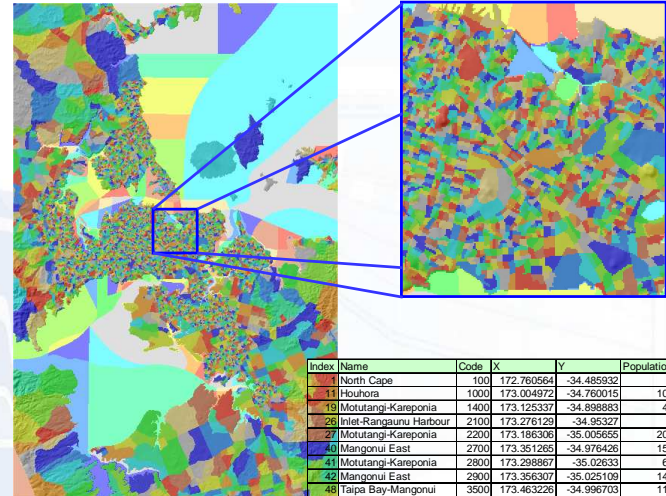 Index Name Code X Y Populatio
1 North Cape 100 172.760564 -34.485932
11 Houhora 1000 173.004972 -34.760015 10
19 Motutangi-Kareponia 1400 173.125337 -34.898883 4
26 Inlet-Rangaunu Harbour 2100 173.276129 -34.95327
27 Motutangi-Kareponia 2200 173.186306 -35.005655 20
40 Mangonui East 2700 173.351265 -34.976426 15
41 Motutangi-Kareponia 2800 173.298867 -35.02633 6
42 Mangonui East 2900 173.356307 -35.025109 14
48 Taipa Bay-Mangonui 3500 173.463226 -34.996703 11